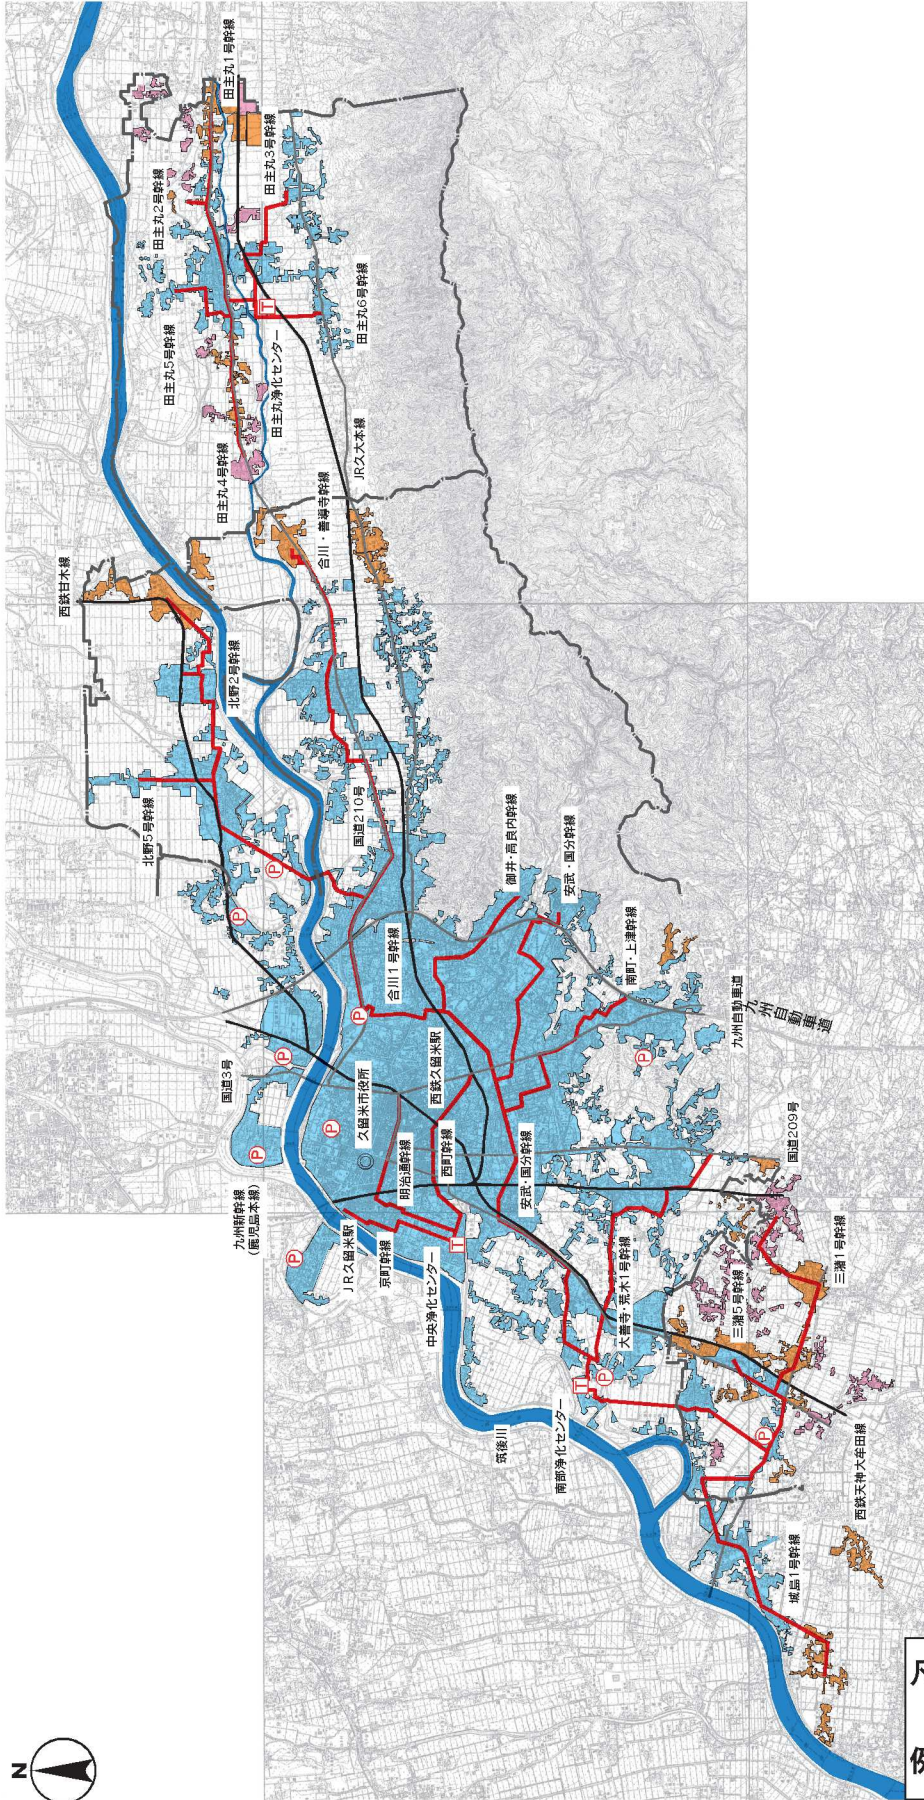 N
西鉄甘木線
田主丸5号幹線
田主丸2号幹線
田主丸1号幹線
田主丸3号幹線
田主丸4号幹線
田主丸浄化センター
田主丸6号幹線
合川・善導寺幹線
JR久大本線
北野5号幹線
北野2号幹線
国道210号
国道3号
合川1号幹線
御井・高良内幹線
安武・国分幹線
南町・上津幹線
九州自動車道
九州自動車道
久留米市役所
西鉄久留米駅
明治通幹線
西町幹線
安武・国分幹線
九州新幹線
(鹿児島本線)
JR久留米駅
京町幹線
中央浄化センター
国道209号
大善寺・荒木1号幹線
三潴5号幹線
三潴1号幹線
筑後川
南部浄化センター
西鉄天神大牟田線
城島1号幹線
P
P
P
P
P
P
P
P
P
P
T
T
T
凡
例